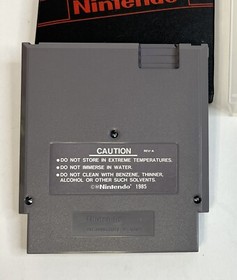 Nintendo
CAUTION
REV-A
•DO NOT STORE IN EXTREME TEMPERATURES.
•DO NOT IMMERSE IN WATER.
•DO NOT CLEAN WITH BENZENE, THINNER,
ALCOHOL OR OTHER SUCH SOLVENTS.
©®Nintendo 1985